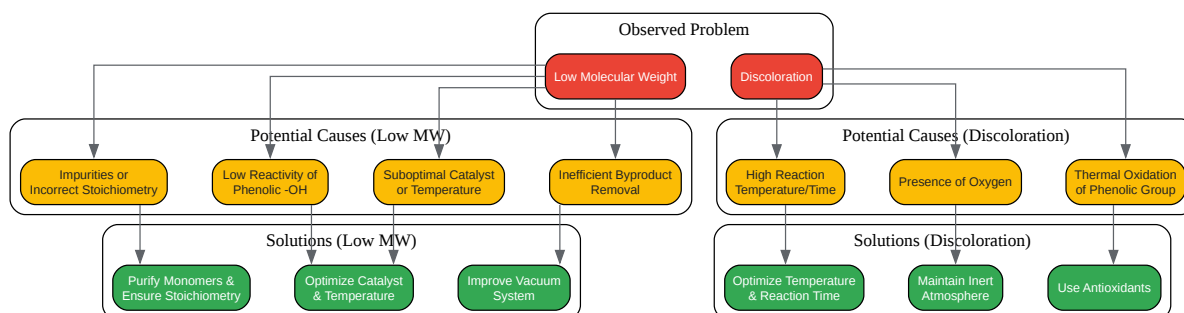 Observed Problem
Low Molecular Weight
Discoloration
Potential Causes (Low MW)
Impurities or
Incorrect Stoichiometry
Low Reactivity of
Phenolic -OH
Suboptimal Catalyst
or Temperature
Inefficient Byproduct
Removal
Potential Causes (Discoloration)
High Reaction
Temperature/Time
Presence of Oxygen
Thermal Oxidation
of Phenolic Group
Solutions (Low MW)
Purify Monomers &
Ensure Stoichiometry
Optimize Catalyst
& Temperature
Improve Vacuum
System
Solutions (Discoloration)
Optimize Temperature
& Reaction Time
Maintain Inert
Atmosphere
Use Antioxidants